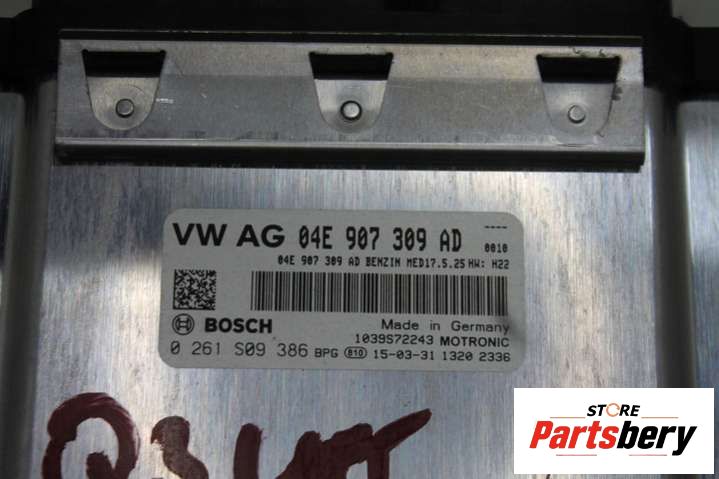 VW AG 04E 907 309 AD ----
0010
04E 907 309 AD BENZIN MED17.5.25 HW: H22
BOSCH
Made in Germany
1039S72243 MOTRONIC
0 261 S09 386 BPG 810 15-03-31 1320 2336
STORE
Partsbery